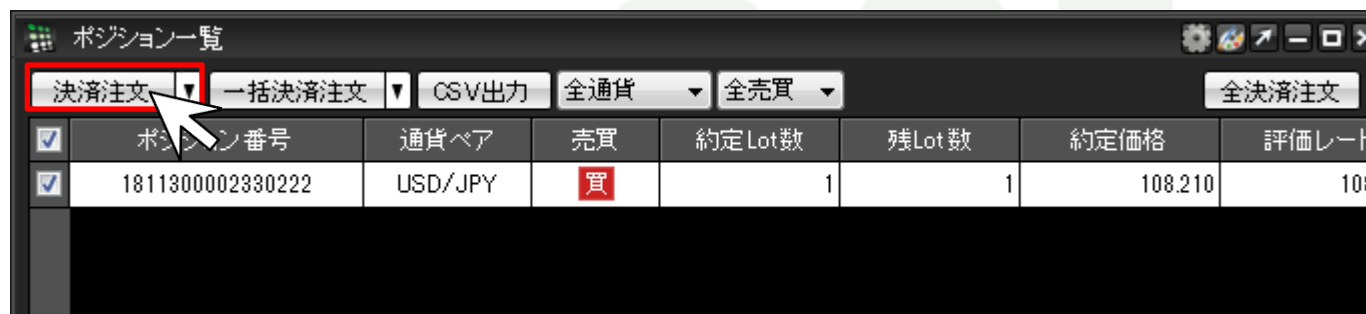 ポジション一覧
決済注文 一括決済注文 CSV出力 全通貨 全売買 全決済注文
ポジション番号 通貨ペア 売買 約定Lot数 残Lot数 約定価格 評価レート
1811300002330222 USD/JPY 買 1 1 108.210